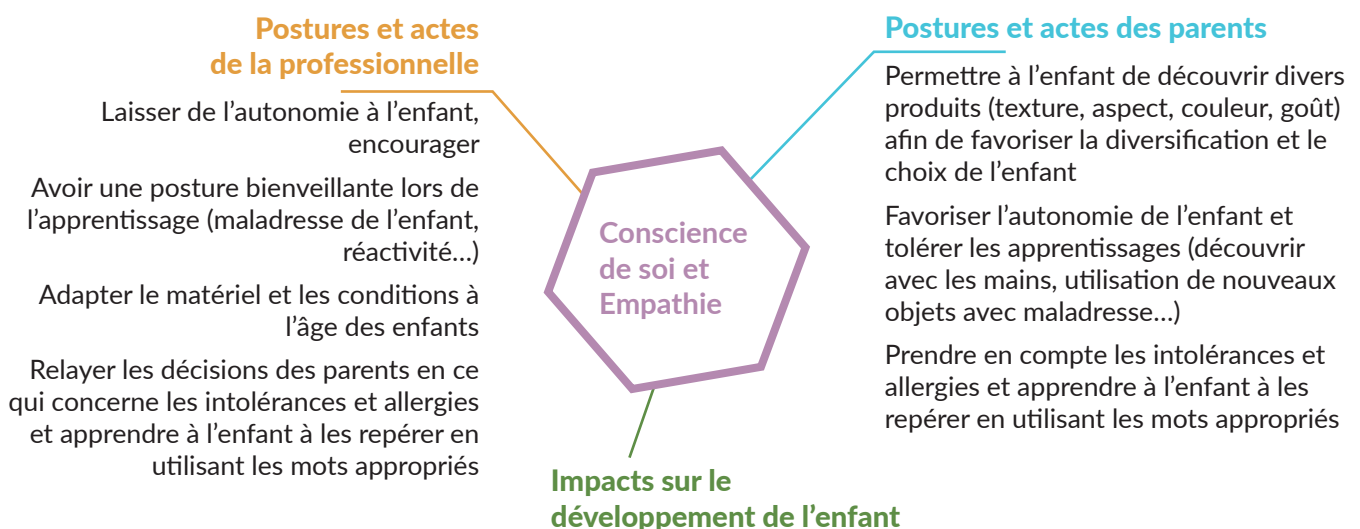 Postures et actes
de la professionnelle
Laisser de l’autonomie à l’enfant,
encourager
Avoir une posture bienveillante lors de
l’apprentissage (maladresse de l’enfant,
réactivité...)
Adapter le matériel et les conditions à
l’âge des enfants
Relayer les décisions des parents en ce
qui concerne les intolérances et allergies
et apprendre à l’enfant à les repérer en
utilisant les mots appropriés
Conscience
de soi et
Empathie
Postures et actes des parents
Permettre à l’enfant de découvrir divers
produits (texture, aspect, couleur, goût)
afin de favoriser la diversification et le
choix de l’enfant
Favoriser l’autonomie de l’enfant et
tolérer les apprentissages (découvrir
avec les mains, utilisation de nouveaux
objets avec maladresse...)
Prendre en compte les intolérances et
allergies et apprendre à l’enfant à les
repérer en utilisant les mots appropriés
Impacts sur le
développement de l’enfant